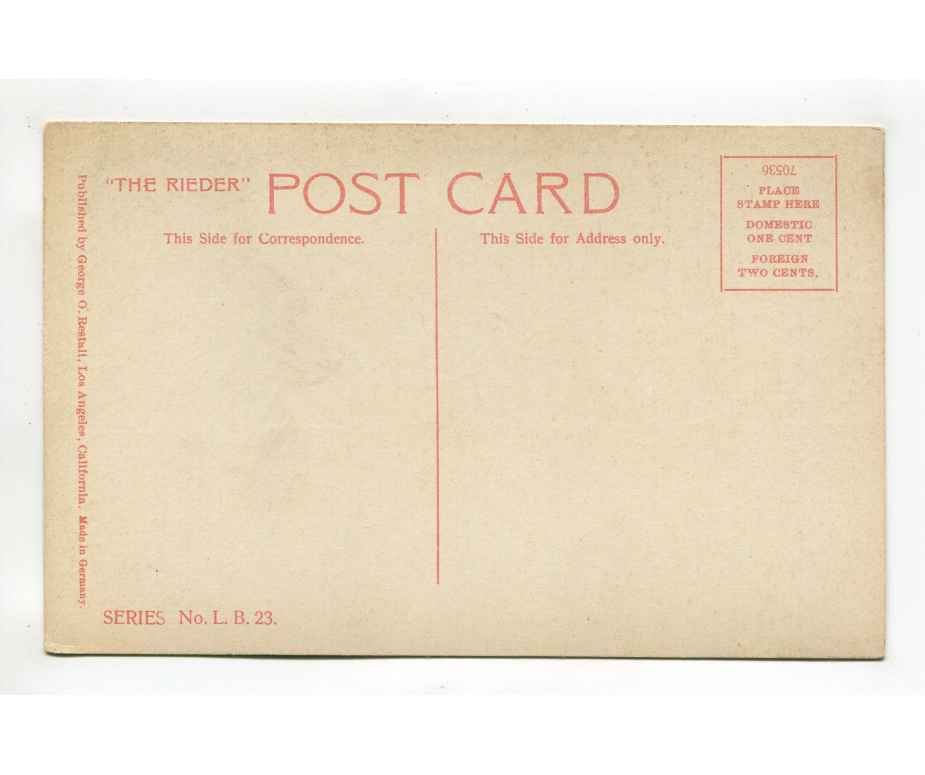 "THE RIEDER" POST CARD
This Side for Correspondence.
This Side for Address only.
70536
PLACE
STAMP HERE
DOMESTIC
ONE CENT
FOREIGN
TWO CENTS.
Published by George O. Restall, Los Angeles, California. Made in Germany.
SERIES No. L. B. 23.